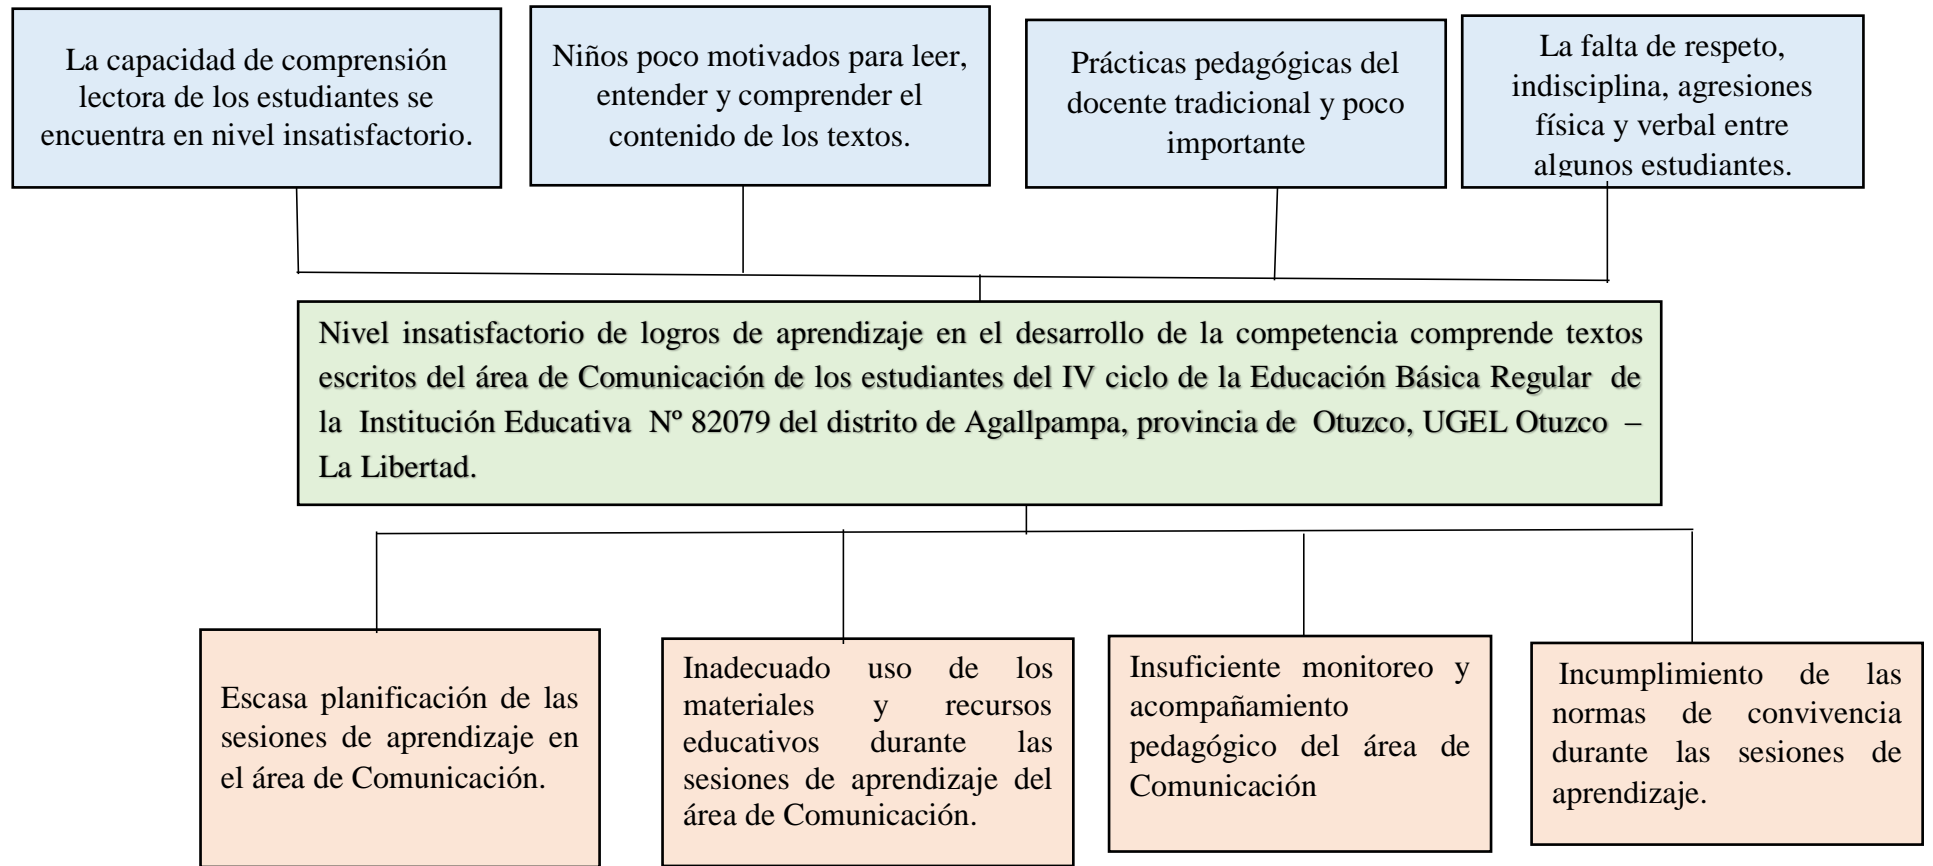 La capacidad de comprensión
lectora de los estudiantes se
encuentra en nivel insatisfactorio.
Niños poco motivados para leer,
entender y comprender el
contenido de los textos.
Prácticas pedagógicas del
docente tradicional y poco
importante
La falta de respeto,
indisciplina, agresiones
física y verbal entre
algunos estudiantes.
Nivel insatisfactorio de logros de aprendizaje en el desarrollo de la competencia comprende textos
escritos del área de Comunicación de los estudiantes del IV ciclo de la Educación Básica Regular de
la Institución Educativa Nº 82079 del distrito de Agallpampa, provincia de Otuzco, UGEL Otuzco –
La Libertad.
Escasa planificación de las
sesiones de aprendizaje en
el área de Comunicación.
Inadecuado uso de los
materiales y recursos
educativos durante las
sesiones de aprendizaje del
área de Comunicación.
Insuficiente monitoreo y
acompañamiento
pedagógico del área de
Comunicación
Incumplimiento de las
normas de convivencia
durante las sesiones de
aprendizaje.